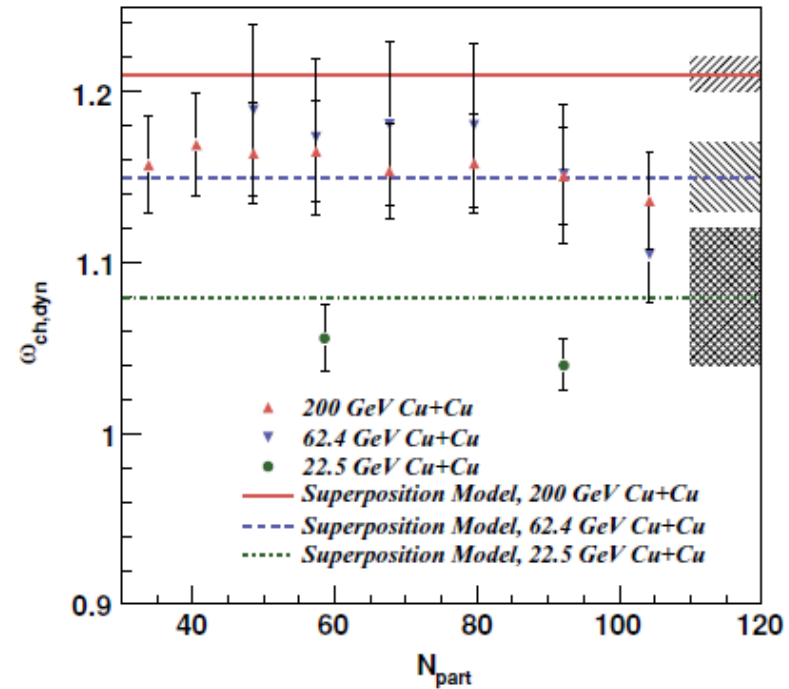 1.2
1.1
1
0.9
ω ch,dyn
200 GeV Cu+Cu
62.4 GeV Cu+Cu
22.5 GeV Cu+Cu
Superposition Model, 200 GeV Cu+Cu
Superposition Model, 62.4 GeV Cu+Cu
Superposition Model, 22.5 GeV Cu+Cu
40 60 80 100 120
N part